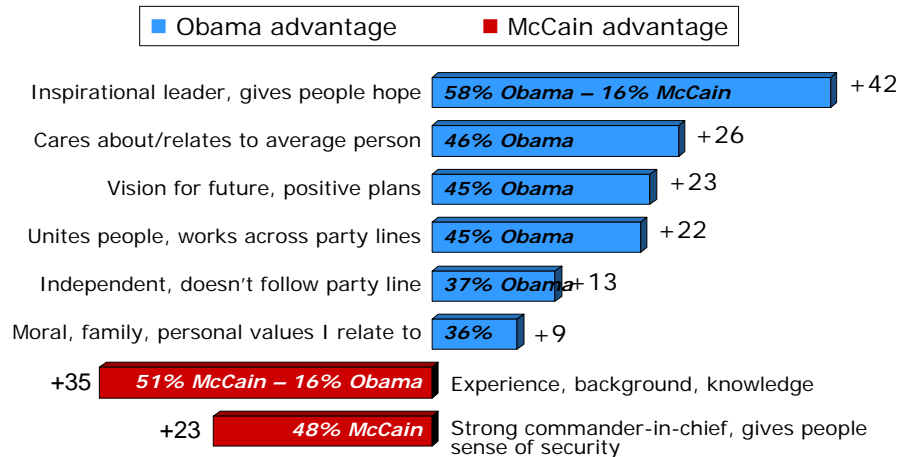 Obama advantage McCain advantage
Inspirational leader, gives people hope 58% Obama – 16% McCain +42
Cares about/relates to average person 46% Obama +26
Vision for future, positive plans 45% Obama +23
Unites people, works across party lines 45% Obama +22
Independent, doesn’t follow party line 37% Obama +13
Moral, family, personal values I relate to 36% +9
+35 51% McCain – 16% Obama Experience, background, knowledge
+23 48% McCain Strong commander-in-chief, gives people
sense of security